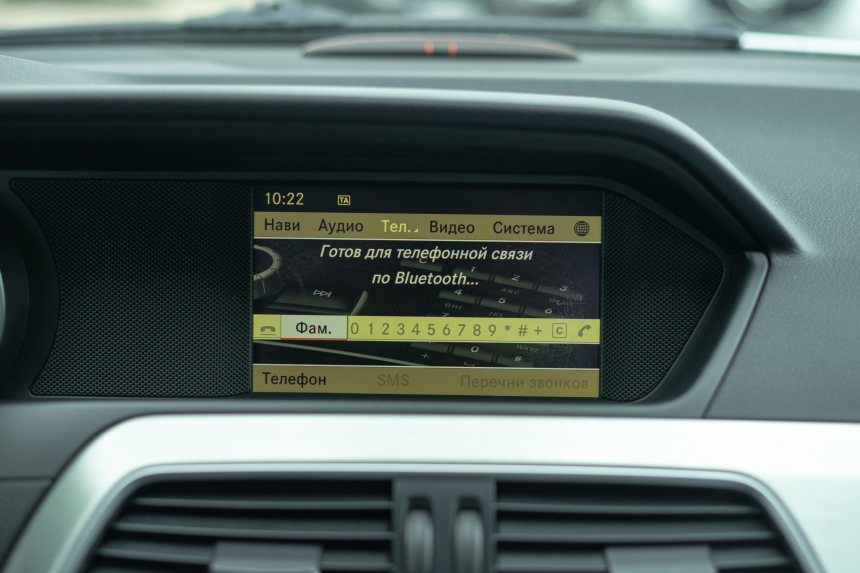 10:22 TA
Нави Аудио Тел. Видео Система
Готов для телефонной связи
по Bluetooth...
Фам. 0 1 2 3 4 5 6 7 8 9 * # + C
Телефон SMS Перечни звонков